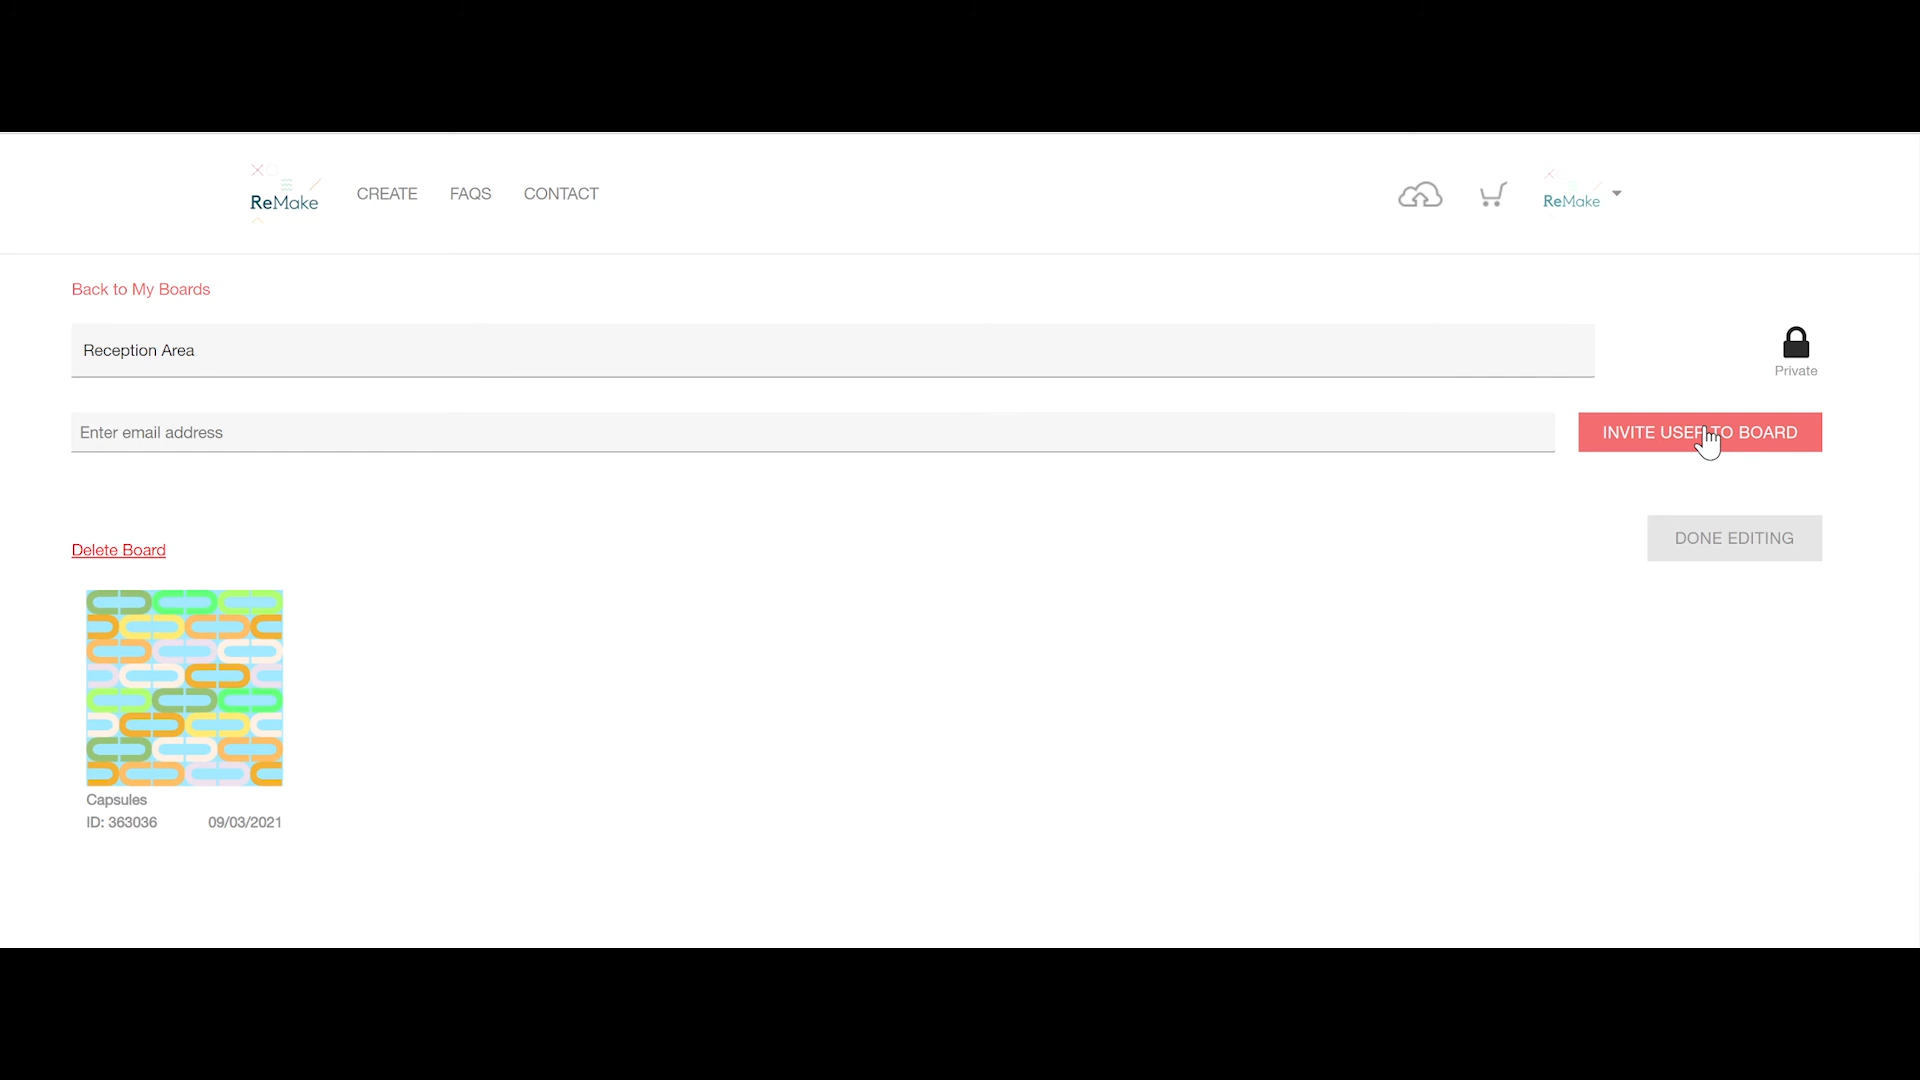 ReMake
CREATE
FAQS
CONTACT
ReMake
Back to My Boards
Reception Area
Private
Enter email address
INVITE USER TO BOARD
Delete Board
DONE EDITING
Capsules
ID: 363036
09/03/2021